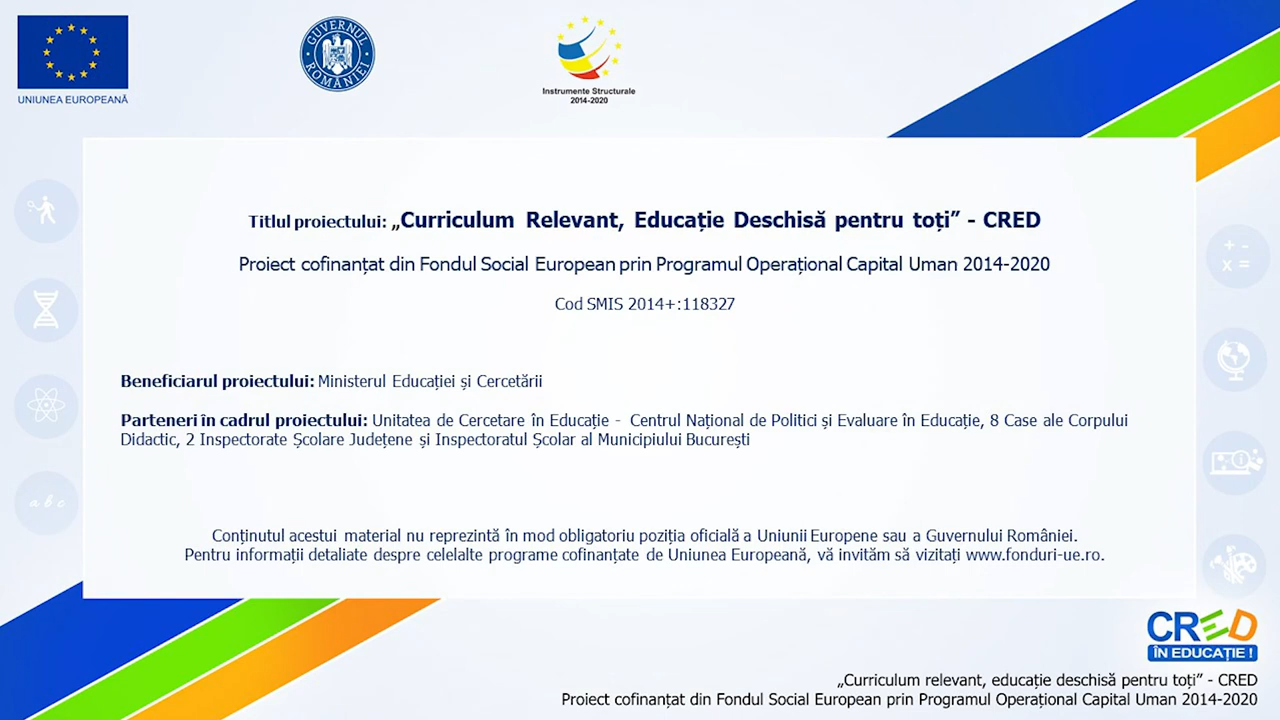 UNIUNEA EUROPEANĂ
GUVERNUL ROMÂNIEI
Instrumente Structurale
2014-2020
Titlul proiectului: „Curriculum Relevant, Educație Deschisă pentru toți” - CRED
Proiect cofinanțat din Fondul Social European prin Programul Operațional Capital Uman 2014-2020
Cod SMIS 2014+:118327
+ -
x =
Beneficiarul proiectului: Ministerul Educației și Cercetării
Parteneri în cadrul proiectului: Unitatea de Cercetare în Educație - Centrul Național de Politici și Evaluare în Educație, 8 Case ale Corpului
Didactic, 2 Inspectorate Școlare Județene și Inspectoratul Școlar al Municipiului București
a b c
Conținutul acestui material nu reprezintă în mod obligatoriu poziția oficială a Uniunii Europene sau a Guvernului României.
Pentru informații detaliate despre celelalte programe cofinanțate de Uniunea Europeană, vă invităm să vizitați www.fonduri-ue.ro.
CRED
ÎN EDUCAȚIE !
„Curriculum relevant, educație deschisă pentru toți” - CRED
Proiect cofinanțat din Fondul Social European prin Programul Operațional Capital Uman 2014-2020